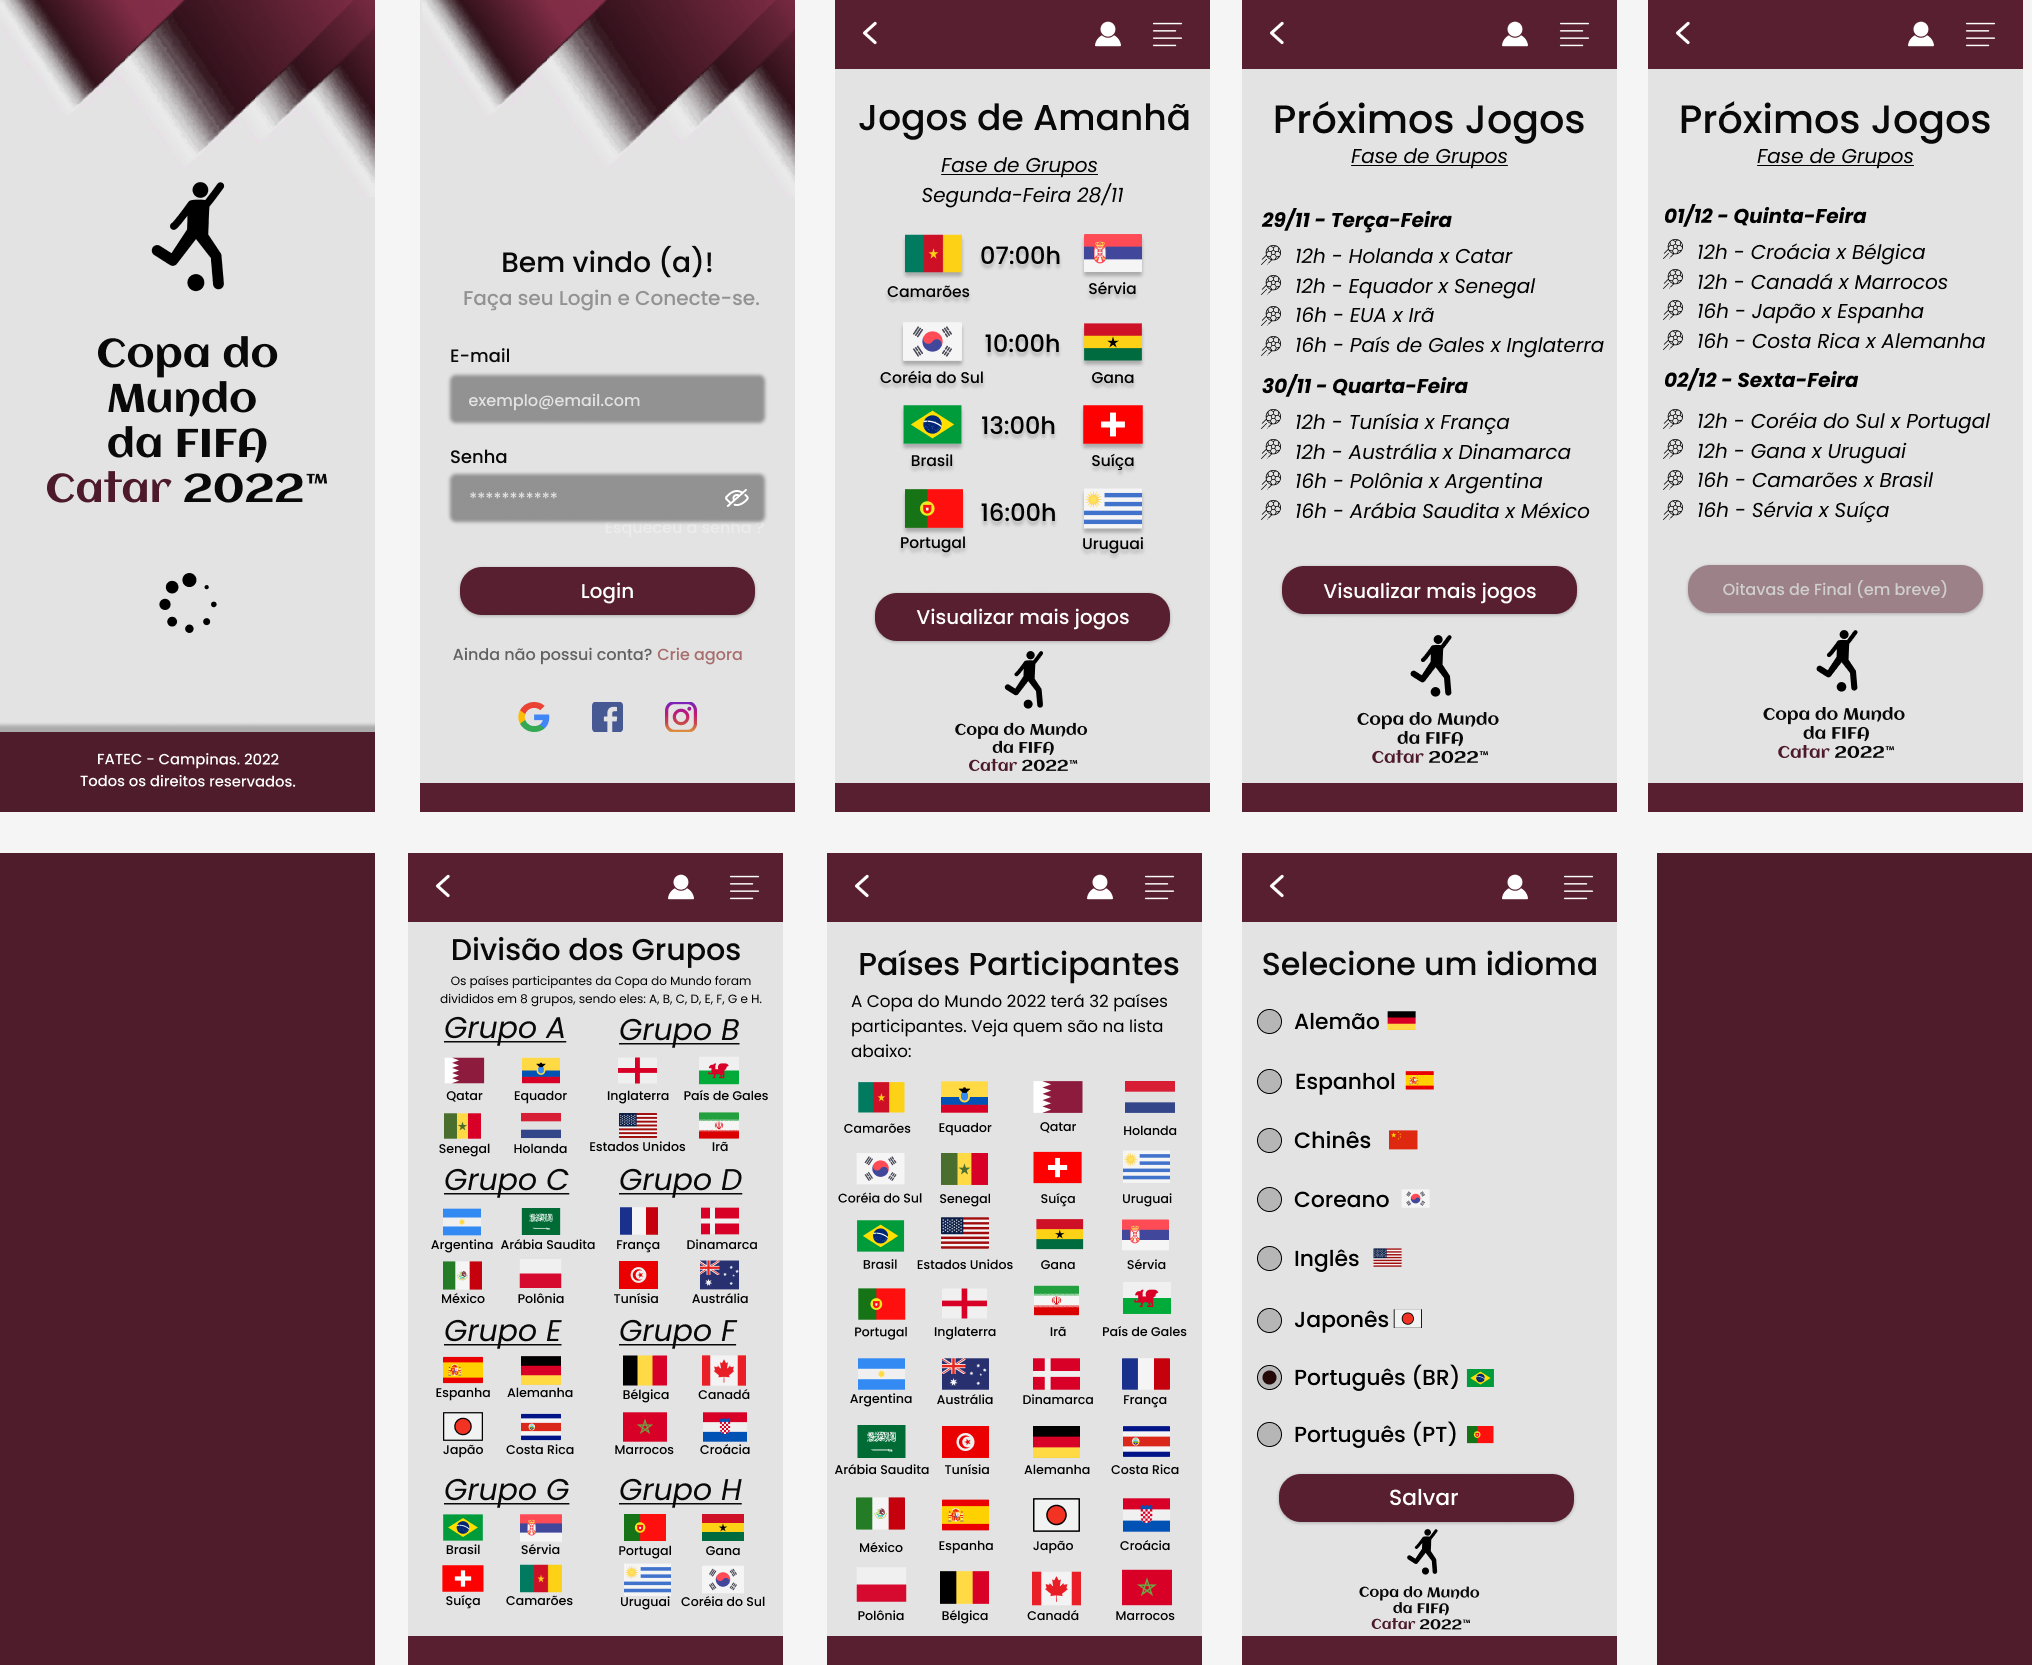 Copa do
Mundo
da FIFA
Catar 2022™
FATEC - Campinas. 2022
Todos os direitos reservados.
Bem vindo (a)!
Faça seu Login e Conecte-se.
E-mail
exemplo@email.com
Senha
***********
Esqueceu a senha ?
Login
Ainda não possui conta? Crie agora
Jogos de Amanhã
Fase de Grupos
Segunda-Feira 28/11
07:00h
Camarões Sérvia
10:00h
Coréia do Sul Gana
13:00h
Brasil Suíça
16:00h
Portugal Uruguai
Visualizar mais jogos
Copa do Mundo
da FIFA
Catar 2022™
Próximos Jogos
Fase de Grupos
29/11 - Terça-Feira
12h - Holanda x Catar
12h - Equador x Senegal
16h - EUA x Irã
16h - País de Gales x Inglaterra
30/11 - Quarta-Feira
12h - Tunísia x França
12h - Austrália x Dinamarca
16h - Polônia x Argentina
16h - Arábia Saudita x México
Visualizar mais jogos
Copa do Mundo
da FIFA
Catar 2022™
Próximos Jogos
Fase de Grupos
01/12 - Quinta-Feira
12h - Croácia x Bélgica
12h - Canadá x Marrocos
16h - Japão x Espanha
16h - Costa Rica x Alemanha
02/12 - Sexta-Feira
12h - Coréia do Sul x Portugal
12h - Gana x Uruguai
16h - Camarões x Brasil
16h - Sérvia x Suíça
Oitavas de Final (em breve)
Copa do Mundo
da FIFA
Catar 2022™
Divisão dos Grupos
Os países participantes da Copa do Mundo foram
divididos em 8 grupos, sendo eles: A, B, C, D, E, F, G e H.
Grupo A Grupo B
Qatar Equador Inglaterra País de Gales
Senegal Holanda Estados Unidos Irã
Grupo C Grupo D
Argentina Arábia Saudita França Dinamarca
México Polônia Tunísia Austrália
Grupo E Grupo F
Espanha Alemanha Bélgica Canadá
Japão Costa Rica Marrocos Croácia
Grupo G Grupo H
Brasil Sérvia Portugal Gana
Suíça Camarões Uruguai Coréia do Sul
Países Participantes
A Copa do Mundo 2022 terá 32 países
participantes. Veja quem são na lista
abaixo:
Camarões Equador Qatar Holanda
Coréia do Sul Senegal Suíça Uruguai
Brasil Estados Unidos Gana Sérvia
Portugal Inglaterra Irã País de Gales
Argentina Austrália Dinamarca França
Arábia Saudita Tunísia Alemanha Costa Rica
México Espanha Japão Croácia
Polônia Bélgica Canadá Marrocos
Selecione um idioma
Alemão
Espanhol
Chinês
Coreano
Inglês
Japonês
Português (BR)
Português (PT)
Salvar
Copa do Mundo
da FIFA
Catar 2022™